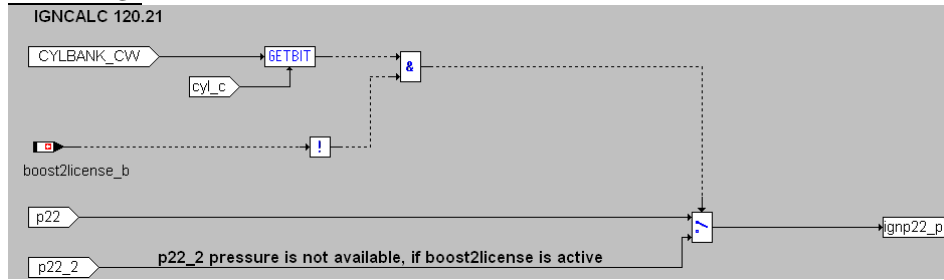 IGNCALC 120.21
CYLBANK_CW
GETBIT
&
cyl_c
!
boost2license_b
p22
ignp22_p
p22_2 pressure is not available, if boost2license is active
p22_2